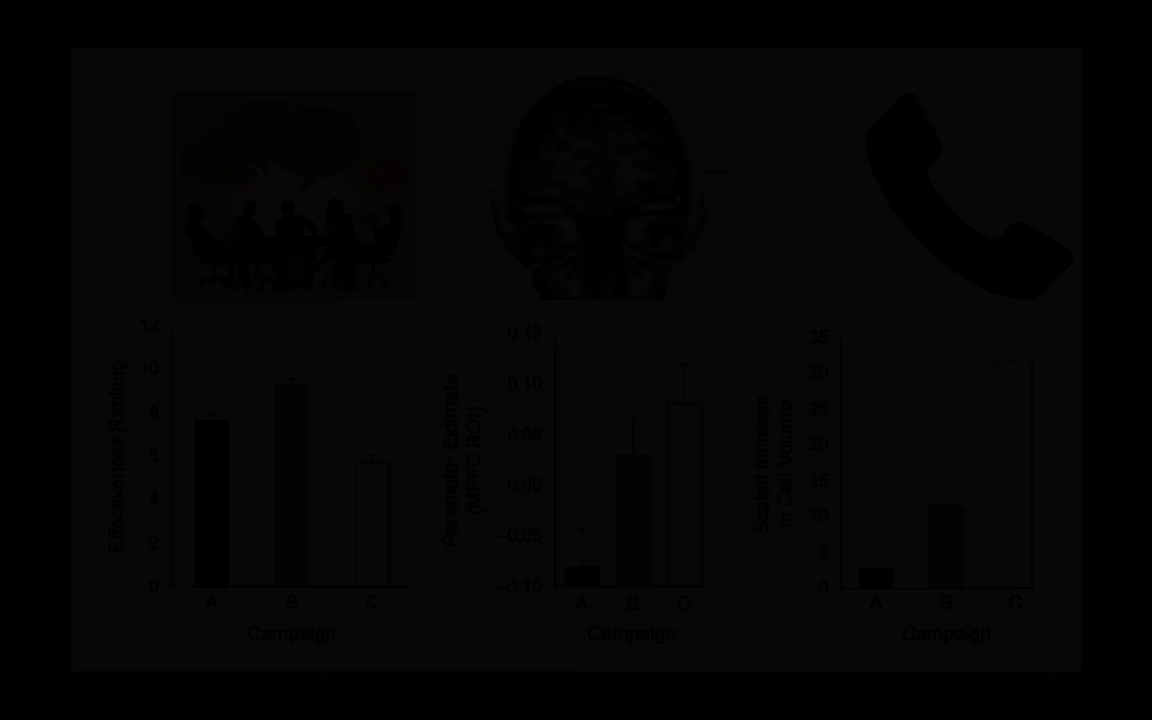 12
10
8
6
4
2
0
Effectiveness Ranking
A B C
Campaign
0.15
0.10
0.05
0.00
-0.05
-0.10
Parameter Estimate
(MPFC ROI)
A B C
Campaign
35
30
25
20
15
10
5
0
Scaled Increase
in Call Volume
A B C
Campaign